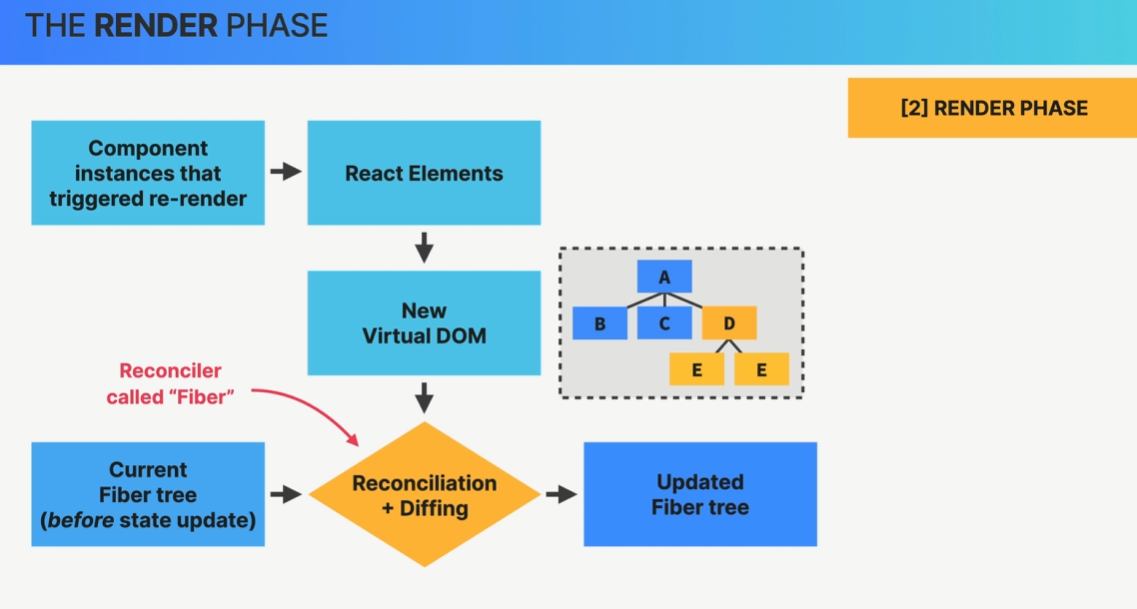 THE RENDER PHASE
[2] RENDER PHASE
Component
instances that
triggered re-render
React Elements
New
Virtual DOM
A
B C D
E E
Reconciler
called “Fiber”
Current
Fiber tree
(before state update)
Reconciliation
+ Diffing
Updated
Fiber tree